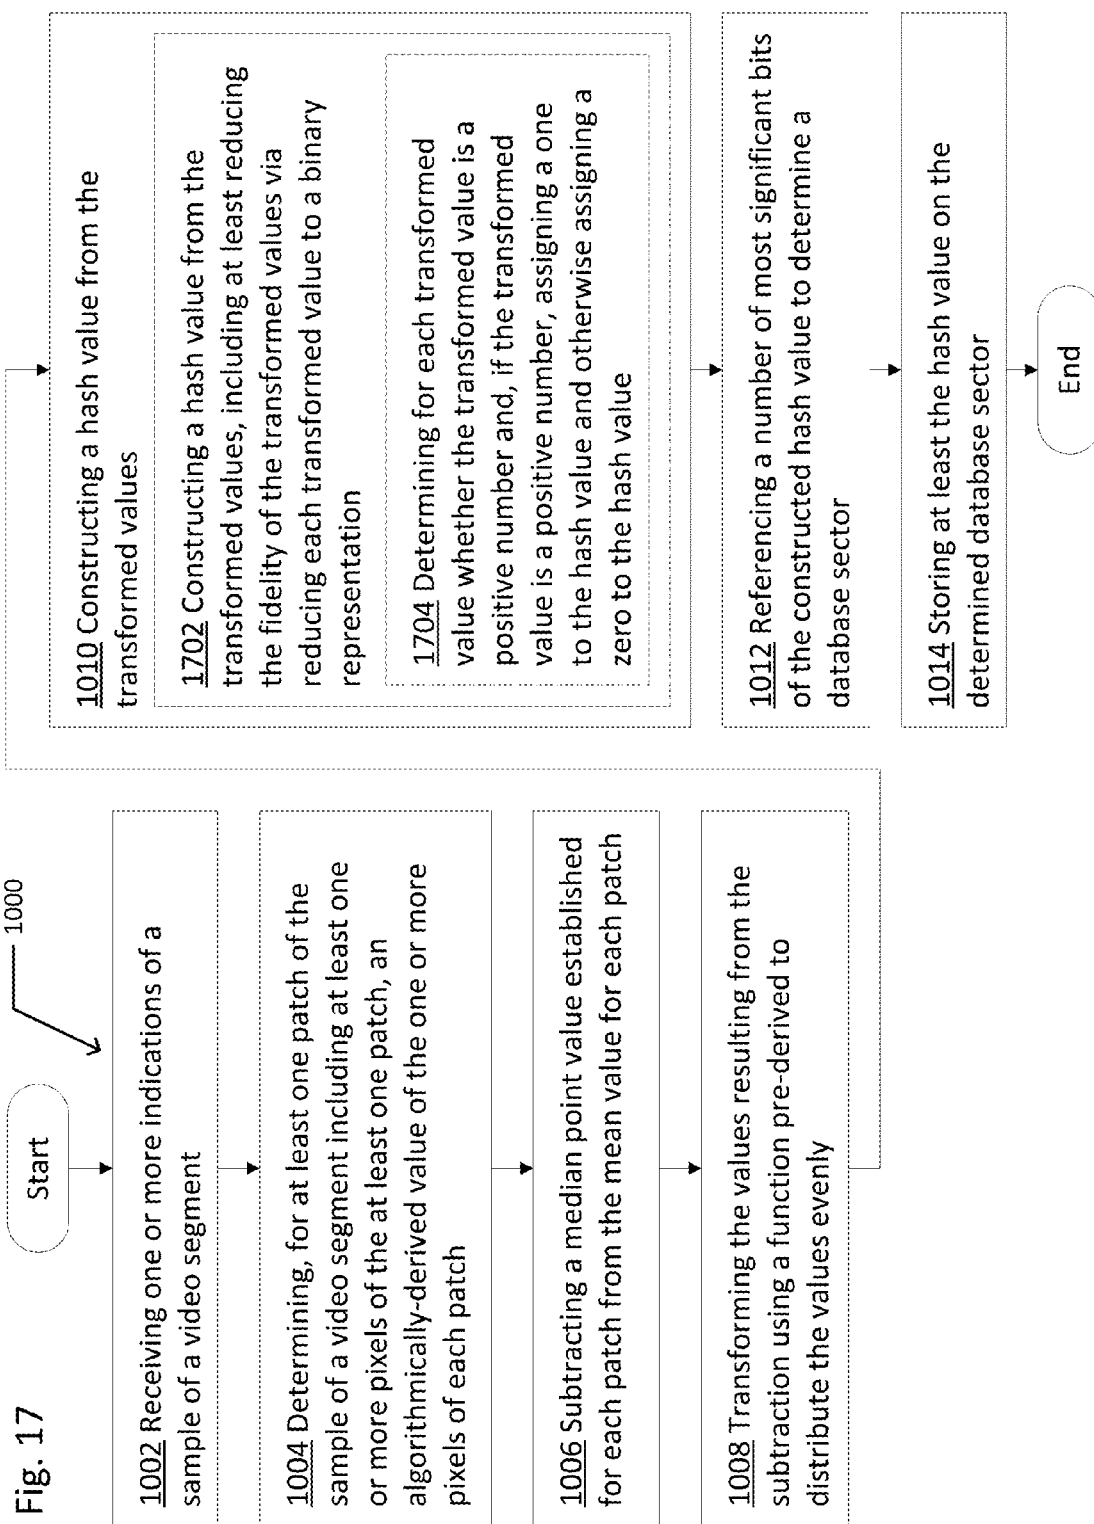 Fig. 17
1000
Start
1002 Receiving one or more indications of a
sample of a video segment
1004 Determining, for at least one patch of the
sample of a video segment including at least one
or more pixels of the at least one patch, an
algorithmically-derived value of the one or more
pixels of each patch
1006 Subtracting a median point value established
for each patch from the mean value for each patch
1008 Transforming the values resulting from the
subtraction using a function pre-derived to
distribute the values evenly
1010 Constructing a hash value from the
transformed values
1702 Constructing a hash value from the
transformed values, including at least reducing
the fidelity of the transformed values via
reducing each transformed value to a binary
representation
1704 Determining for each transformed
value whether the transformed value is a
positive number and, if the transformed
value is a positive number, assigning a one
to the hash value and otherwise assigning a
zero to the hash value
1012 Referencing a number of most significant bits
of the constructed hash value to determine a
database sector
1014 Storing at least the hash value on the
determined database sector
End